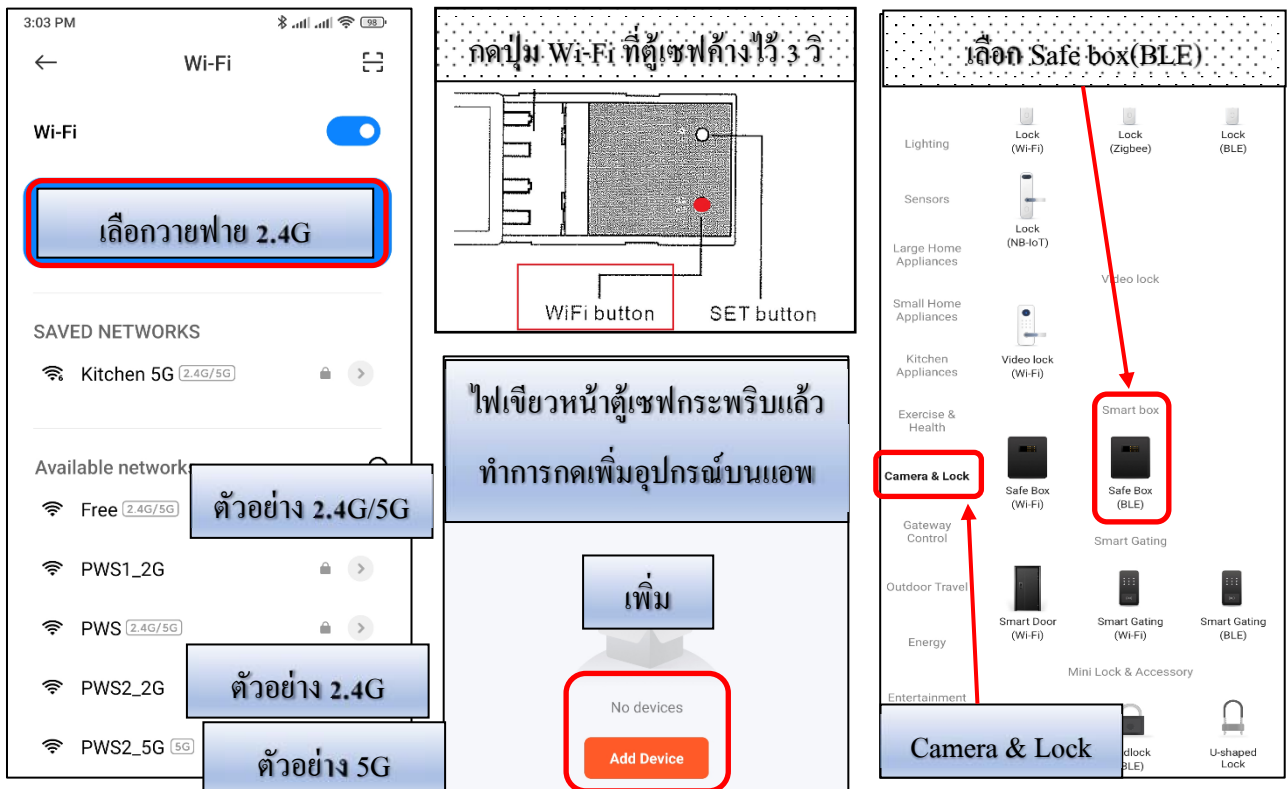 3:03 PM
98
Wi-Fi
Wi-Fi
เลือกวายฟาย 2.4G
SAVED NETWORKS
Kitchen 5G 2.4G/5G
Available network
Free 2.4G/5G
ตัวอย่าง 2.4G/5G
PWS1_2G
PWS 2.4G/5G
PWS2_2G
ตัวอย่าง 2.4G
PWS2_5G 5G
ตัวอย่าง 5G
กดปุ่ม Wi-Fi ที่ตู้เซฟค้างไว้ 3 วิ
WiFi button
SET button
ไฟเขียวหน้าตู้เซฟกระพริบแล้ว
ทำการกดเพิ่มอุปกรณ์บนแอพ
เพิ่ม
No devices
Add Device
เลือก Safe box(BLE)
Lighting
Sensors
Large Home
Appliances
Small Home
Appliances
Kitchen
Appliances
Exercise &
Health
Camera & Lock
Gateway
Control
Outdoor Travel
Energy
Entertainment
Lock
(Wi-Fi)
Lock
(Zigbee)
Lock
(BLE)
Lock
(NB-IoT)
Video lock
Video lock
(Wi-Fi)
Smart box
Safe Box
(Wi-Fi)
Safe Box
(BLE)
Smart Gating
Smart Door
(Wi-Fi)
Smart Gating
(Wi-Fi)
Smart Gating
(BLE)
Mini Lock & Accessory
Camera & Lock
dlock
BLE)
U-shaped
Lock